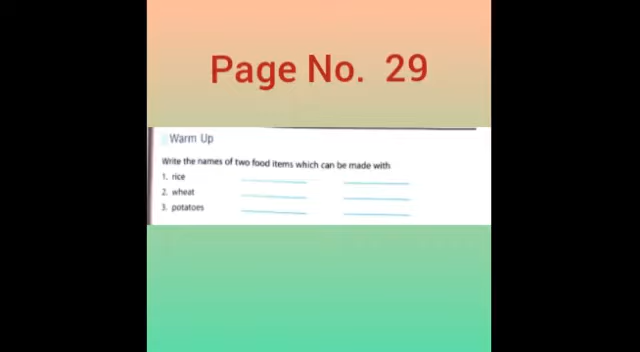 Page No. 29
Warm Up
Write the names of two food items which can be made with
1. rice
2. wheat
3. potatoes